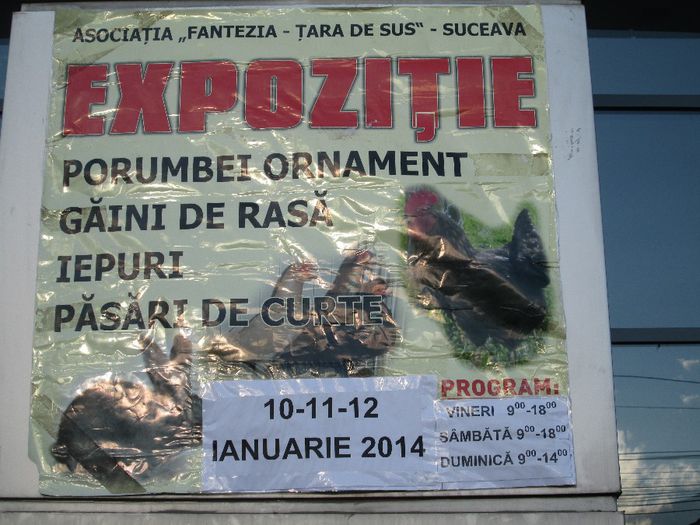 ASOCIAȚIA „FANTEZIA - ȚARA DE SUS“ - SUCEAVA
EXPOZIȚIE
PORUMBEI ORNAMENT
GĂINI DE RASĂ
IEPURI
PĂSĂRI DE CURTE
10-11-12
IANUARIE 2014
PROGRAM:
VINERI 9⁰⁰-18⁰⁰
SÂMBĂTĂ 9⁰⁰-18⁰⁰
DUMINICĂ 9⁰⁰-14⁰⁰